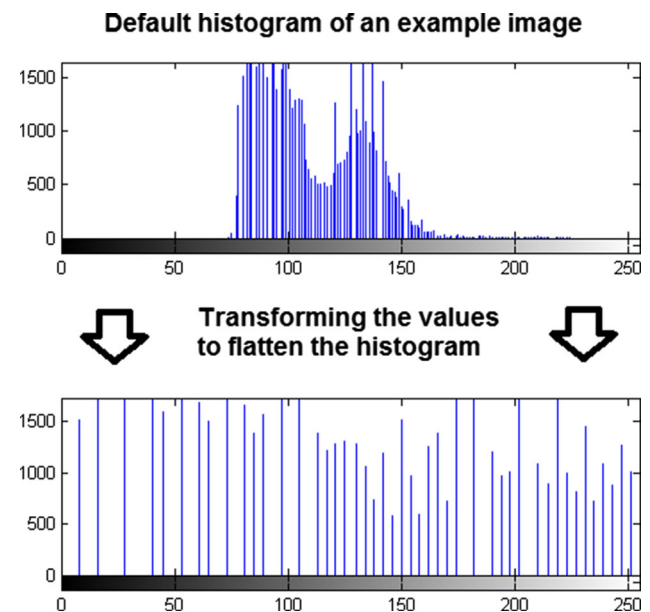 Default histogram of an example image
1500
1000
500
0
0 50 100 150 200 250
Transforming the values
to flatten the histogram
1500
1000
500
0
0 50 100 150 200 250